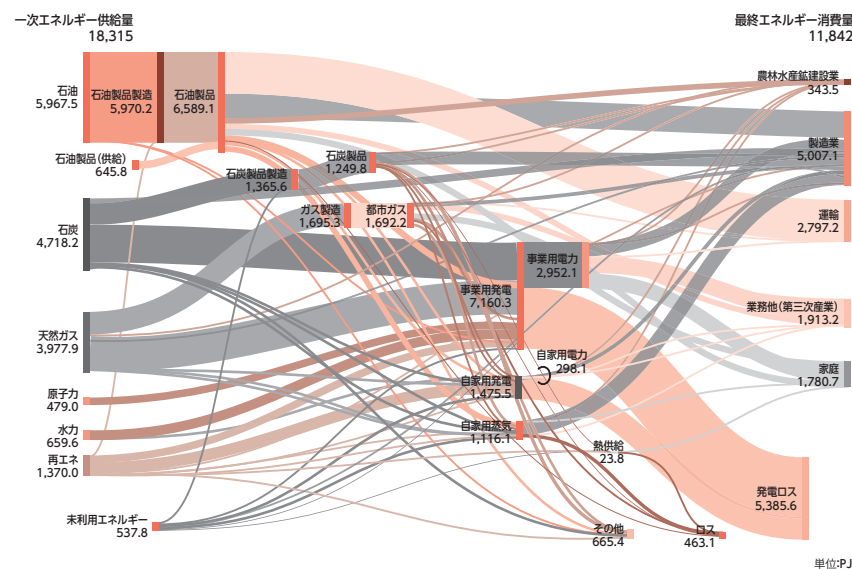 一次エネルギー供給量
18,315
最終エネルギー消費量
11,842
石油
5,967.5
石油製品製造
5,970.2
石油製品
6,589.1
農林水産鉱建設業
343.5
石油製品(供給)
645.8
石炭製品製造
1,365.6
石炭製品
1,249.8
製造業
5,007.1
石炭
4,718.2
ガス製造
1,695.3
都市ガス
1,692.2
運輸
2,797.2
事業用電力
2,952.1
事業用発電
7,160.3
業務他(第三次産業)
1,913.2
天然ガス
3,977.9
自家用電力
298.1
家庭
1,780.7
自家用発電
1,475.5
原子力
479.0
水力
659.6
自家用蒸気
1,116.1
熱供給
23.8
再エネ
1,370.0
発電ロス
5,385.6
未利用エネルギー
537.8
その他
665.4
ロス
463.1
単位:PJ